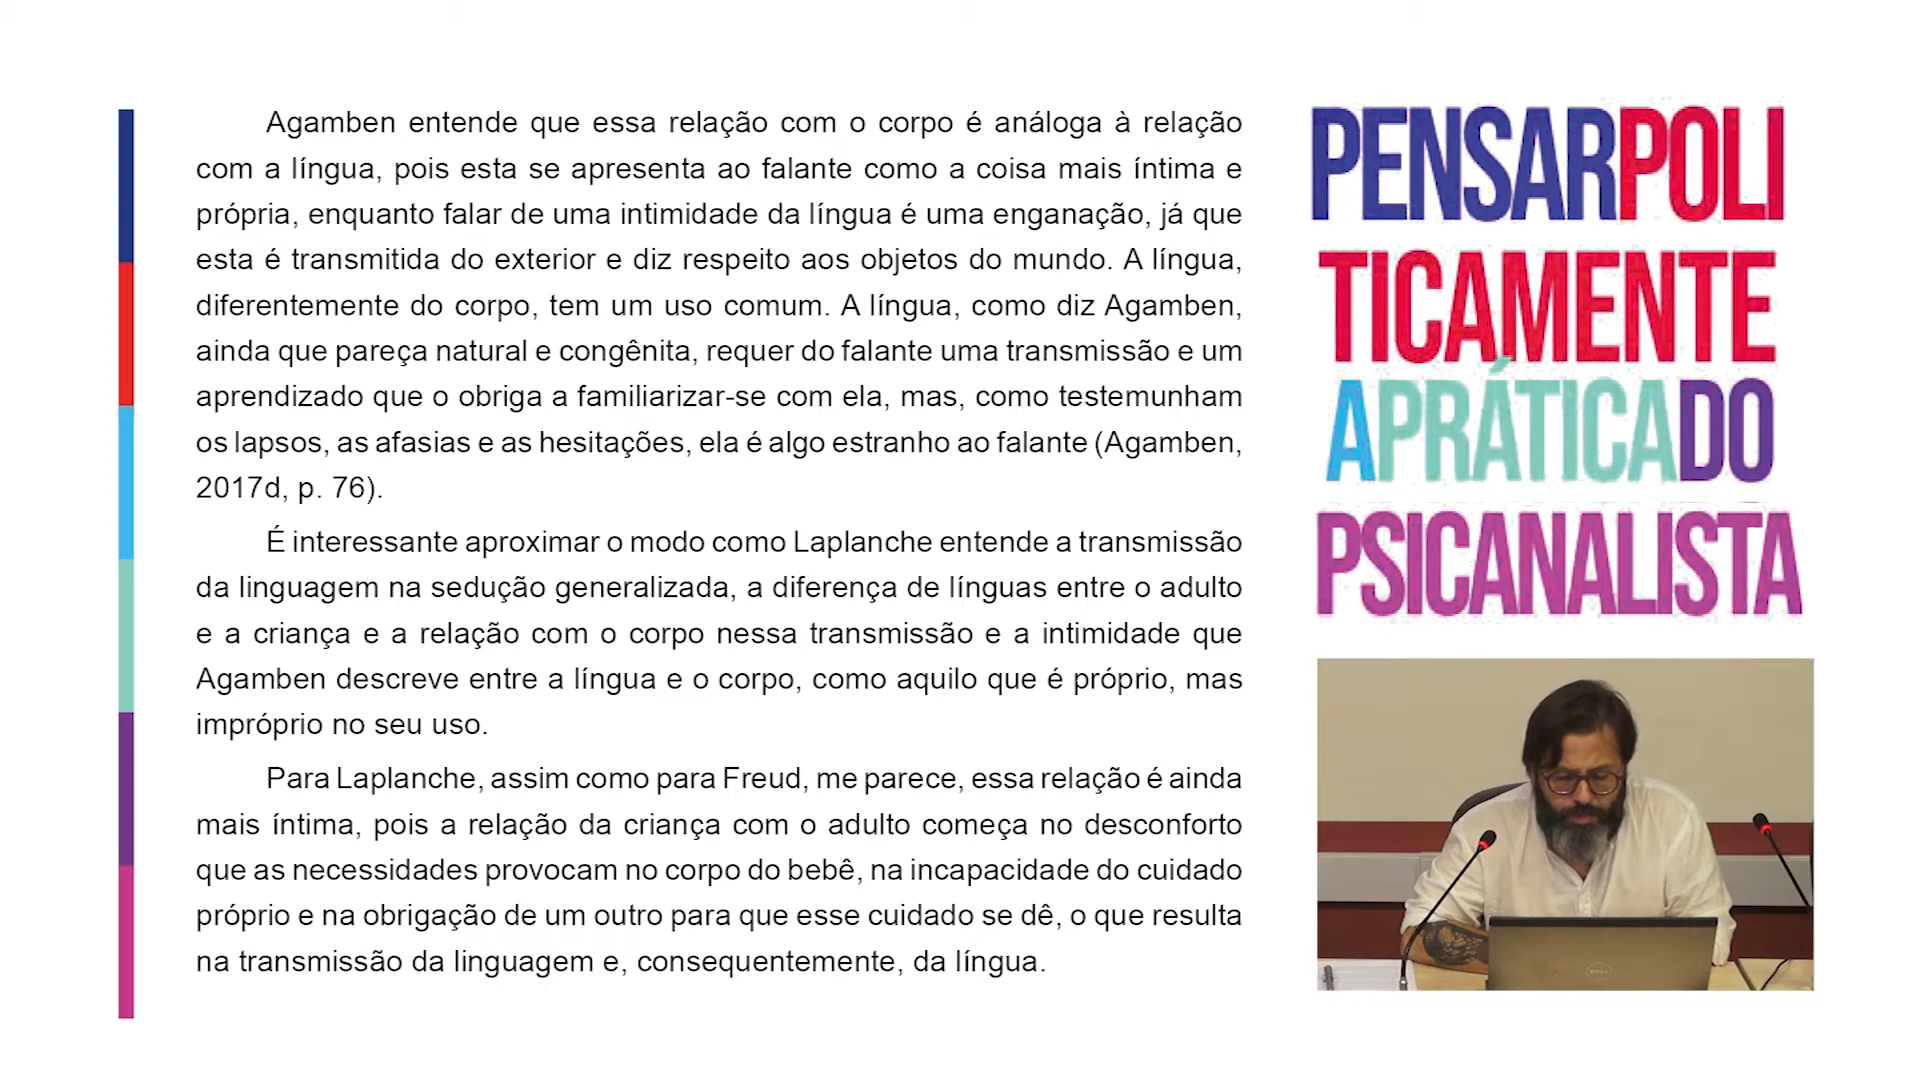 Agamben entende que essa relação com o corpo é análoga à relação
com a língua, pois esta se apresenta ao falante como a coisa mais íntima e
própria, enquanto falar de uma intimidade da língua é uma enganação, já que
esta é transmitida do exterior e diz respeito aos objetos do mundo. A língua,
diferentemente do corpo, tem um uso comum. A língua, como diz Agamben,
ainda que pareça natural e congênita, requer do falante uma transmissão e um
aprendizado que o obriga a familiarizar-se com ela, mas, como testemunham
os lapsos, as afasias e as hesitações, ela é algo estranho ao falante (Agamben,
2017d, p. 76).
É interessante aproximar o modo como Laplanche entende a transmissão
da linguagem na sedução generalizada, a diferença de línguas entre o adulto
e a criança e a relação com o corpo nessa transmissão e a intimidade que
Agamben descreve entre a língua e o corpo, como aquilo que é próprio, mas
impróprio no seu uso.
Para Laplanche, assim como para Freud, me parece, essa relação é ainda
mais íntima, pois a relação da criança com o adulto começa no desconforto
que as necessidades provocam no corpo do bebê, na incapacidade do cuidado
próprio e na obrigação de um outro para que esse cuidado se dê, o que resulta
na transmissão da linguagem e, consequentemente, da língua.
PENSARPOLI
TICAMENTE
APRÁTICADO
PSICANALISTA
DELL